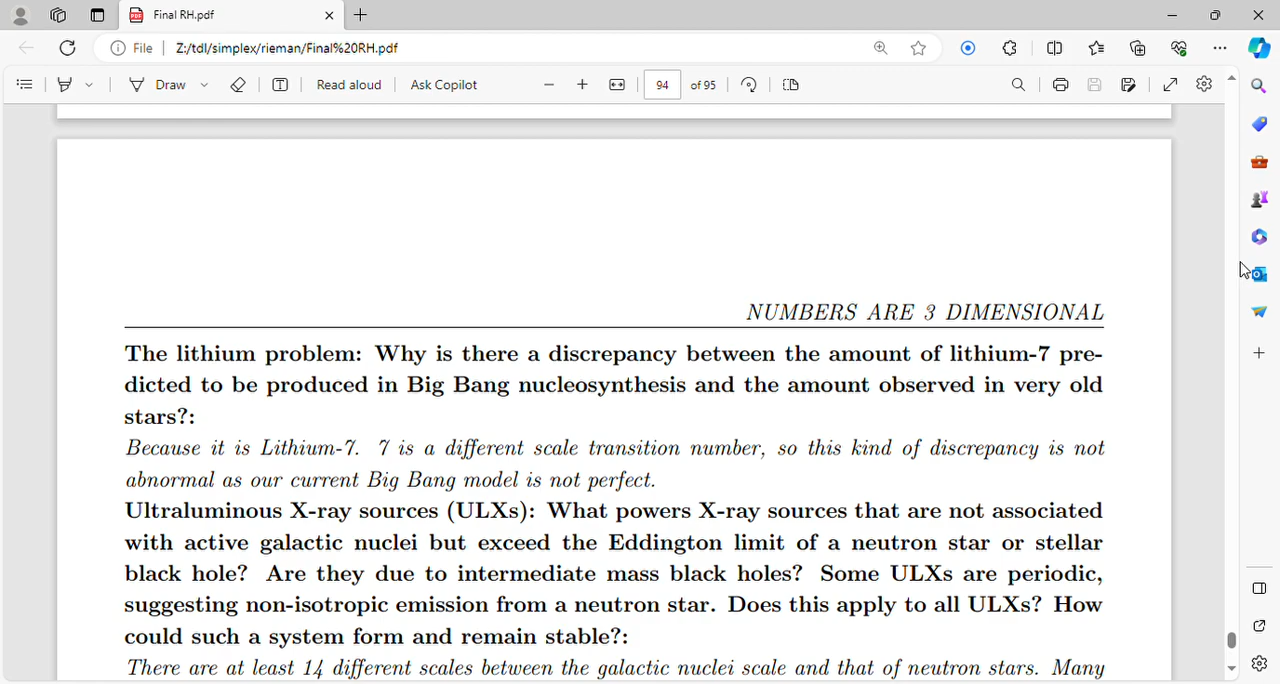 Final RH.pdf
File
Z:/tdl/simplex/rieman/Final%20RH.pdf
Draw
Read aloud
Ask Copilot
94
of 95
NUMBERS ARE 3 DIMENSIONAL
The lithium problem: Why is there a discrepancy between the amount of lithium-7 pre-
dicted to be produced in Big Bang nucleosynthesis and the amount observed in very old
stars?:
Because it is Lithium-7. 7 is a different scale transition number, so this kind of discrepancy is not
abnormal as our current Big Bang model is not perfect.
Ultraluminous X-ray sources (ULXs): What powers X-ray sources that are not associated
with active galactic nuclei but exceed the Eddington limit of a neutron star or stellar
black hole? Are they due to intermediate mass black holes? Some ULXs are periodic,
suggesting non-isotropic emission from a neutron star. Does this apply to all ULXs? How
could such a system form and remain stable?:
There are at least 14 different scales between the galactic nuclei scale and that of neutron stars. Many